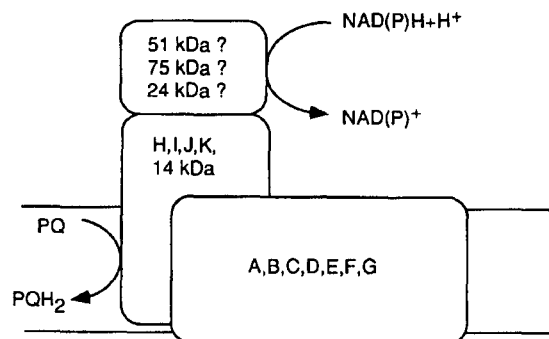 51 kDa ?
75 kDa ?
24 kDa ?
NAD(P)H+H⁺
NAD(P)⁺
H,I,J,K,
14 kDa
PQ
PQH₂
A,B,C,D,E,F,G